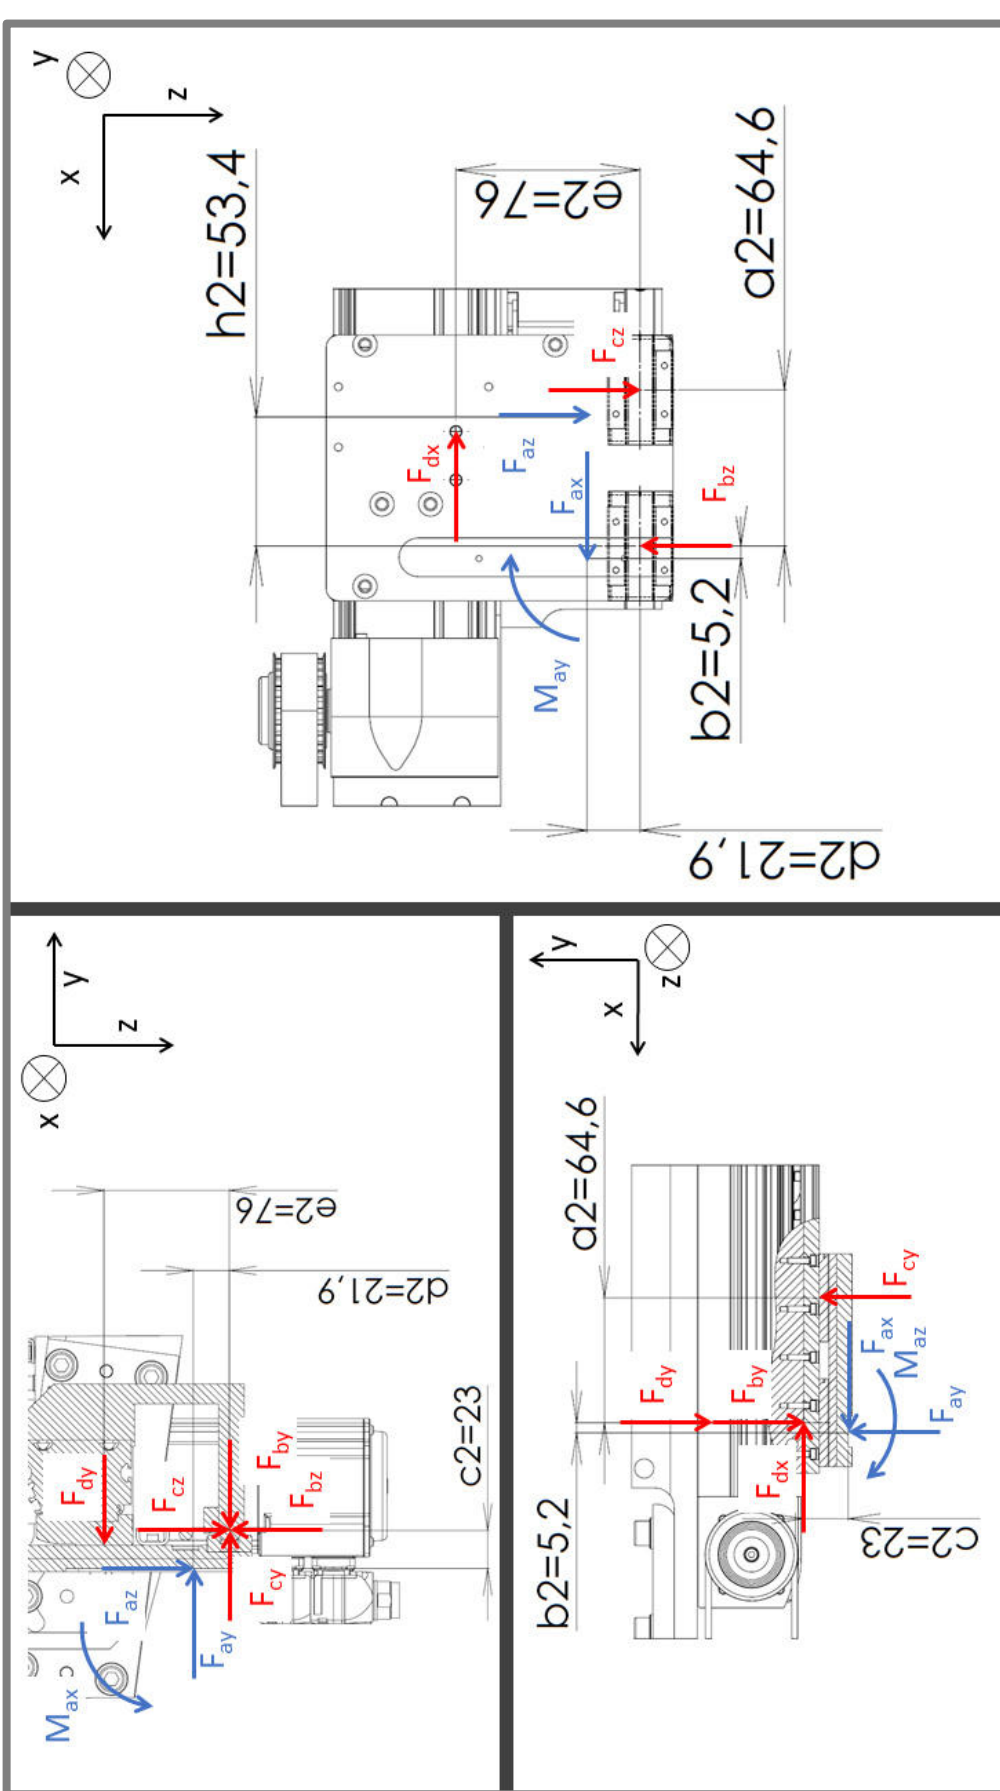 y
z
x
h2=53,4
e2=76
a2=64,6
Fcz
Fdx
Faz
Fax
Fbz
May
b2=5,2
d2=21,9
y
z
x
e2=76
d2=21,9
c2=23
Fdy
Fcz
Fby
Fbz
Faz
Fcy
Fay
Max
c
y
x
z
a2=64,6
Fcy
Fdy
Fby
Fax
Maz
Fay
Fdx
b2=5,2
c2=23